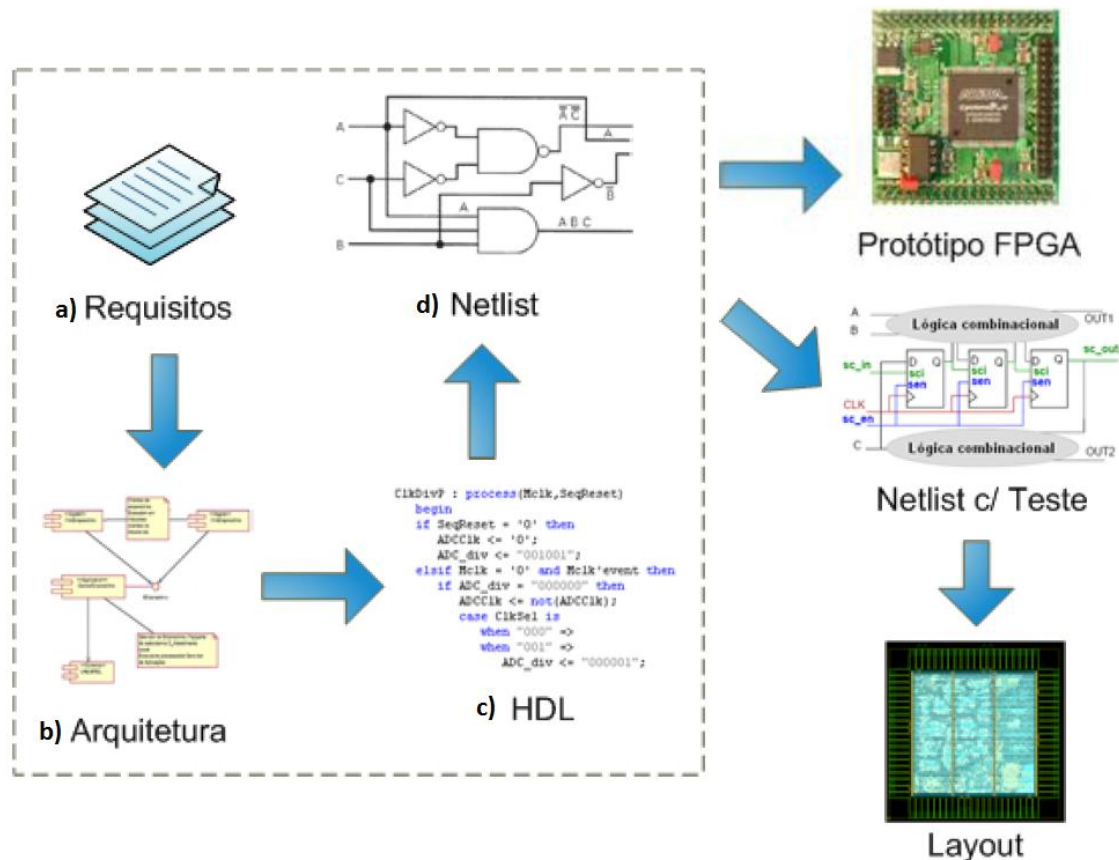 a) Requisitos
b) Arquitetura
ClkDivP : process(Mclk,SeqReset)
begin
if SeqReset = '0' then
ADCClk <= '0';
ADC_div <= "001001";
elsif Mclk = '0' and Mclk'event then
if ADC_div = "000000" then
ADCClk <= not(ADCClk);
case ClkSel is
when "000" =>
when "001" =>
ADC_div <= "000001";
c) HDL
A
C
B
A C
A
B
A
A B C
d) Netlist
ALTERA
Protótipo FPGA
A
B
Lógica combinacional
OUT1
sc_in
D Q
sci
sen
D Q
sci
sen
D Q
sci
sen
sc_out
CLK
sc_en
C
Lógica combinacional
OUT2
Netlist c/ Teste
Layout